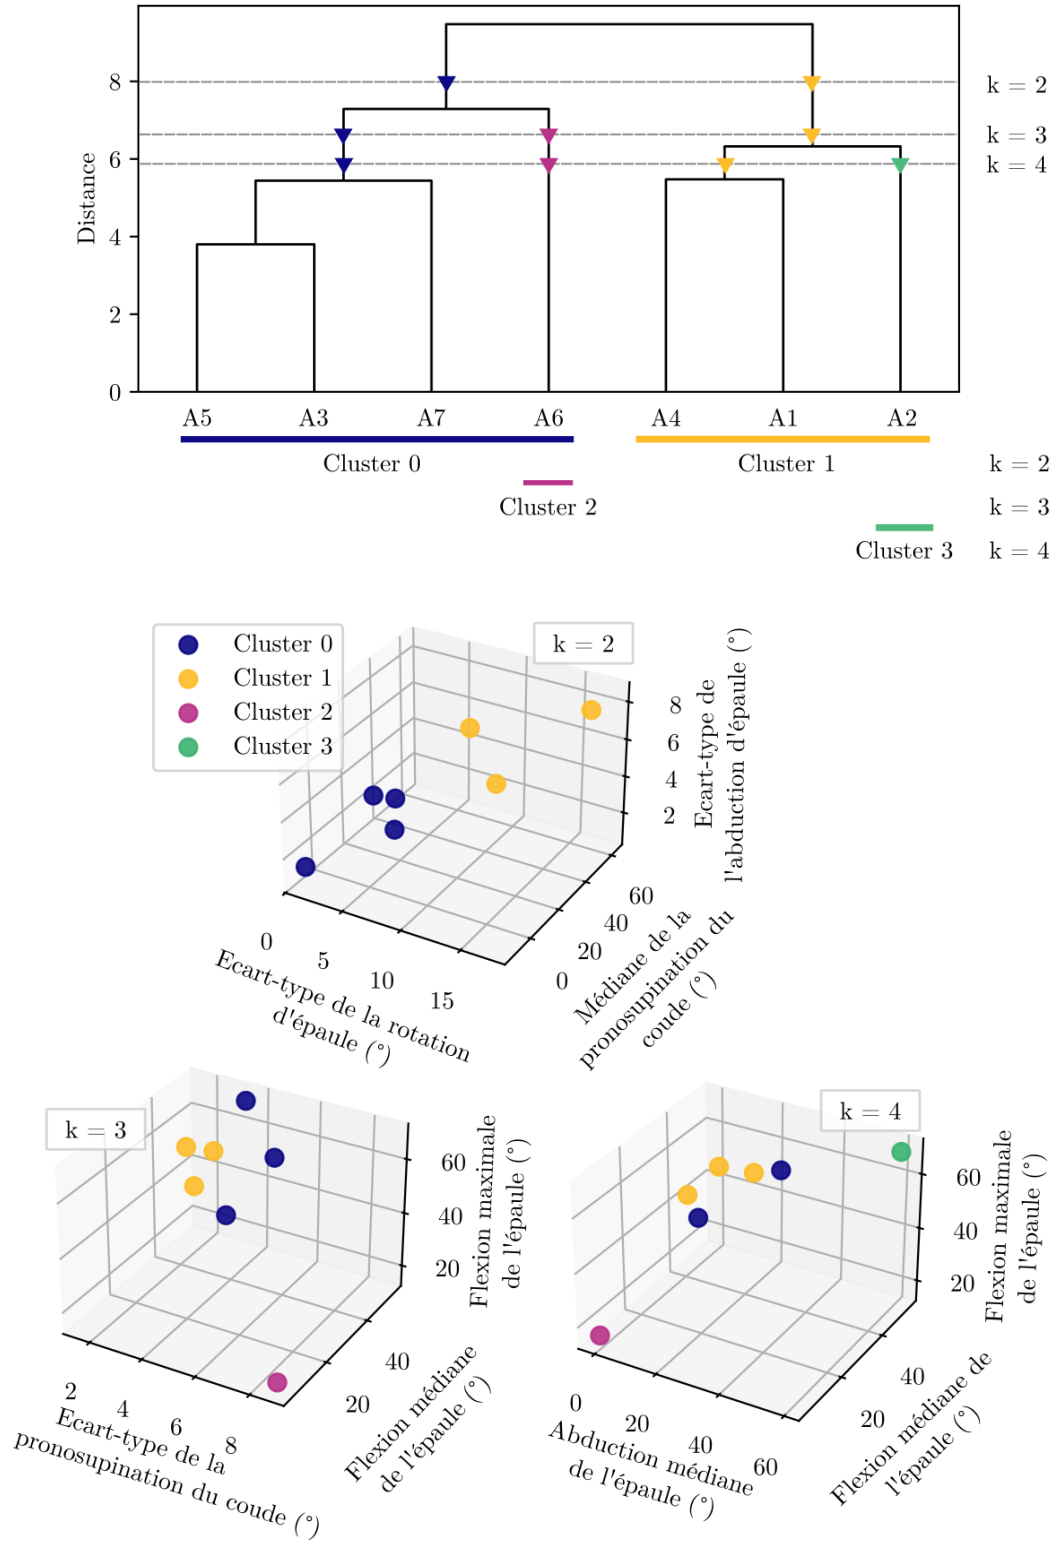 8
k = 2
k = 3
6
k = 4
Distance
4
2
0
A5 A3 A7 A6 A4 A1 A2
Cluster 0 Cluster 1 k = 2
Cluster 2 k = 3
Cluster 3 k = 4
Cluster 0
Cluster 1
Cluster 2
Cluster 3
k = 2
8
6
4
2
Ecart-type de
l'abduction d'épaule (°)
60
40
20
0
Médiane de la
pronosupination du
coude (°)
0
5
10
15
Ecart-type de la rotation
d'épaule (°)
k = 3
60
40
20
Flexion maximale
de l'épaule (°)
40
20
Flexion médiane
de l'épaule (°)
2
4
6
8
Ecart-type de la
pronosupination du coude (°)
k = 4
60
40
20
Flexion maximale
de l'épaule (°)
40
20
Flexion médiane de
l'épaule (°)
0
20
40
60
Abduction médiane
de l'épaule (°)